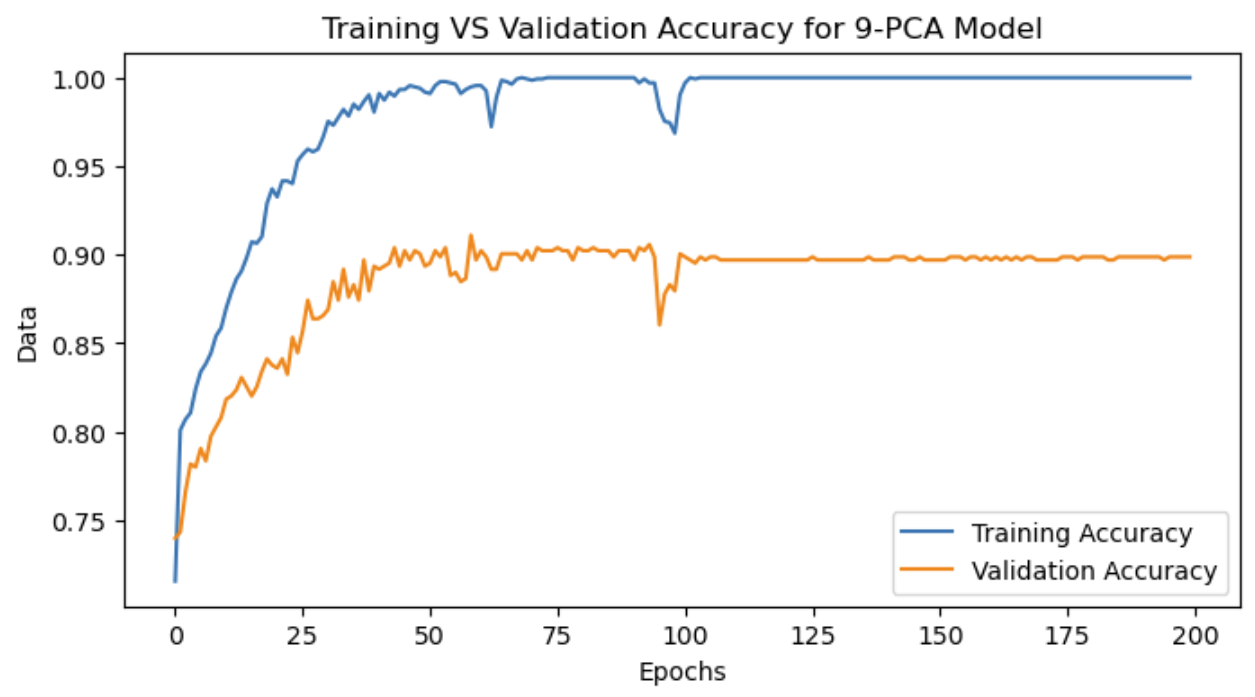 Training VS Validation Accuracy for 9-PCA Model
1.00
0.95
0.90
0.85
0.80
0.75
Data
0 25 50 75 100 125 150 175 200
Epochs
Training Accuracy
Validation Accuracy